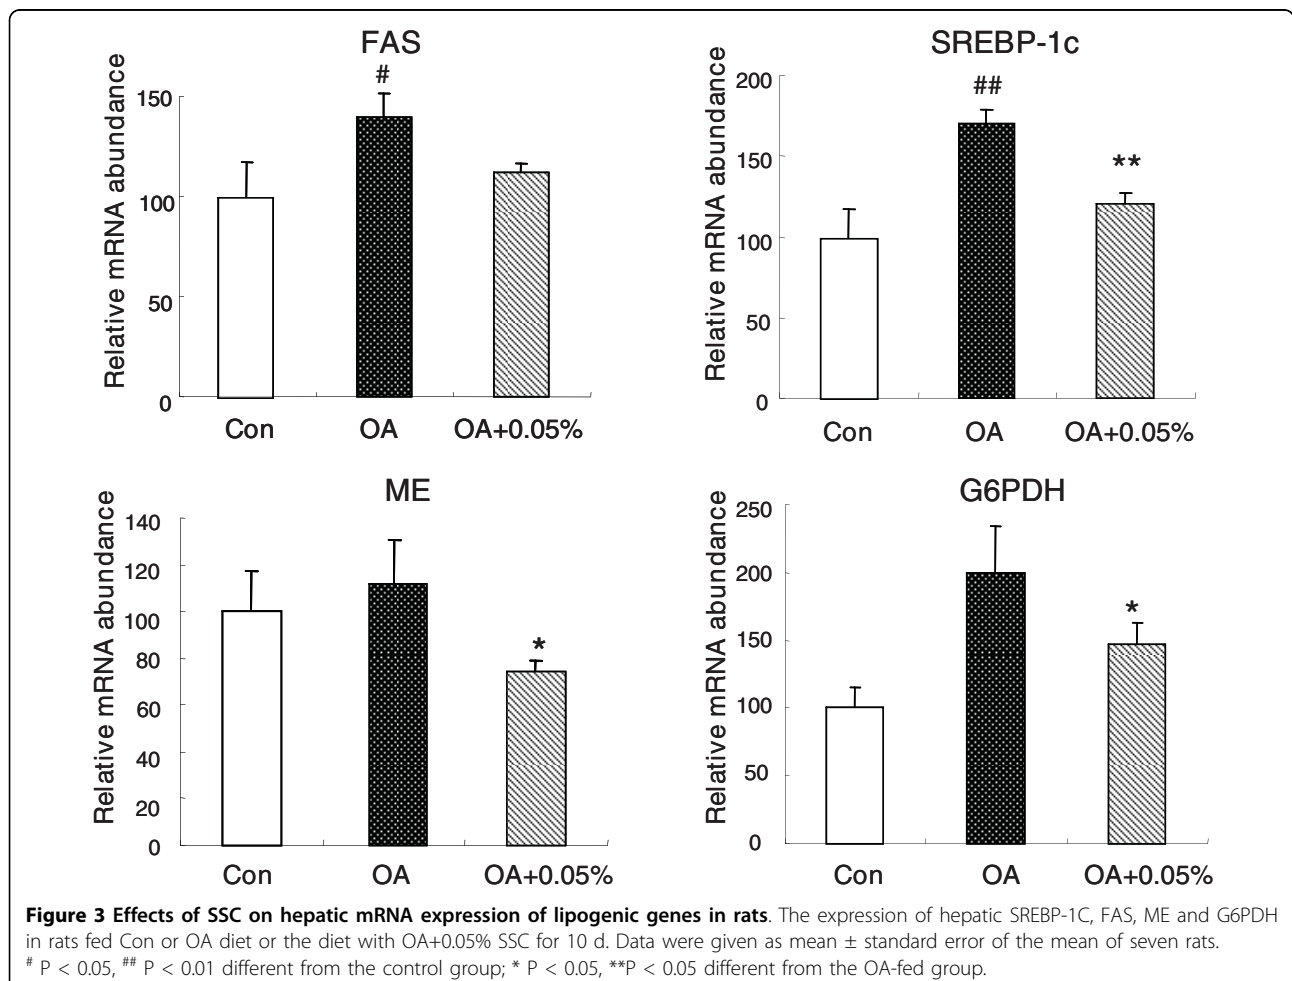 FAS
#
Relative mRNA abundance
150
100
50
0
Con OA OA+0.05%
SREBP-1c
##
**
Relative mRNA abundance
200
150
100
50
0
Con OA OA+0.05%
ME
*
Relative mRNA abundance
140
120
100
80
60
40
20
0
Con OA OA+0.05%
G6PDH
*
Relative mRNA abundance
250
200
150
100
50
0
Con OA OA+0.05%
Figure 3 Effects of SSC on hepatic mRNA expression of lipogenic genes in rats. The expression of hepatic SREBP-1C, FAS, ME and G6PDH
in rats fed Con or OA diet or the diet with OA+0.05% SSC for 10 d. Data were given as mean ± standard error of the mean of seven rats.
# P < 0.05, ## P < 0.01 different from the control group; * P < 0.05, **P < 0.05 different from the OA-fed group.